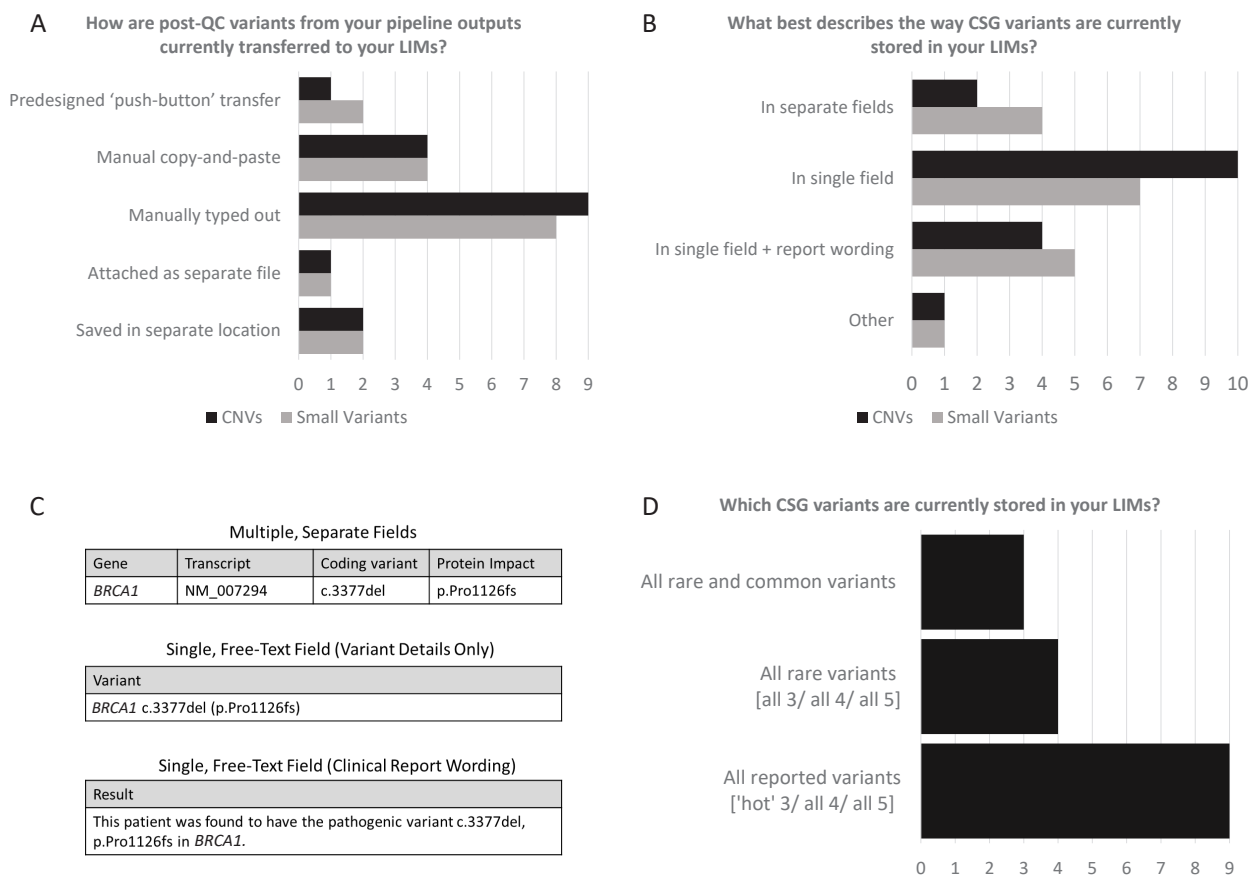 A
How are post-QC variants from your pipeline outputs
currently transferred to your LIMs?
Predesigned ‘push-button’ transfer
Manual copy-and-paste
Manually typed out
Attached as separate file
Saved in separate location
0 1 2 3 4 5 6 7 8 9
CNVs Small Variants
B
What best describes the way CSG variants are currently
stored in your LIMs?
In separate fields
In single field
In single field + report wording
Other
0 1 2 3 4 5 6 7 8 9 10
CNVs Small Variants
C
Multiple, Separate Fields
Gene Transcript Coding variant Protein Impact
BRCA1 NM_007294 c.3377del p.Pro1126fs
Single, Free-Text Field (Variant Details Only)
Variant
BRCA1 c.3377del (p.Pro1126fs)
Single, Free-Text Field (Clinical Report Wording)
Result
This patient was found to have the pathogenic variant c.3377del,
p.Pro1126fs in BRCA1.
D
Which CSG variants are currently stored in your LIMs?
All rare and common variants
All rare variants
[all 3/ all 4/ all 5]
All reported variants
['hot' 3/ all 4/ all 5]
0 1 2 3 4 5 6 7 8 9